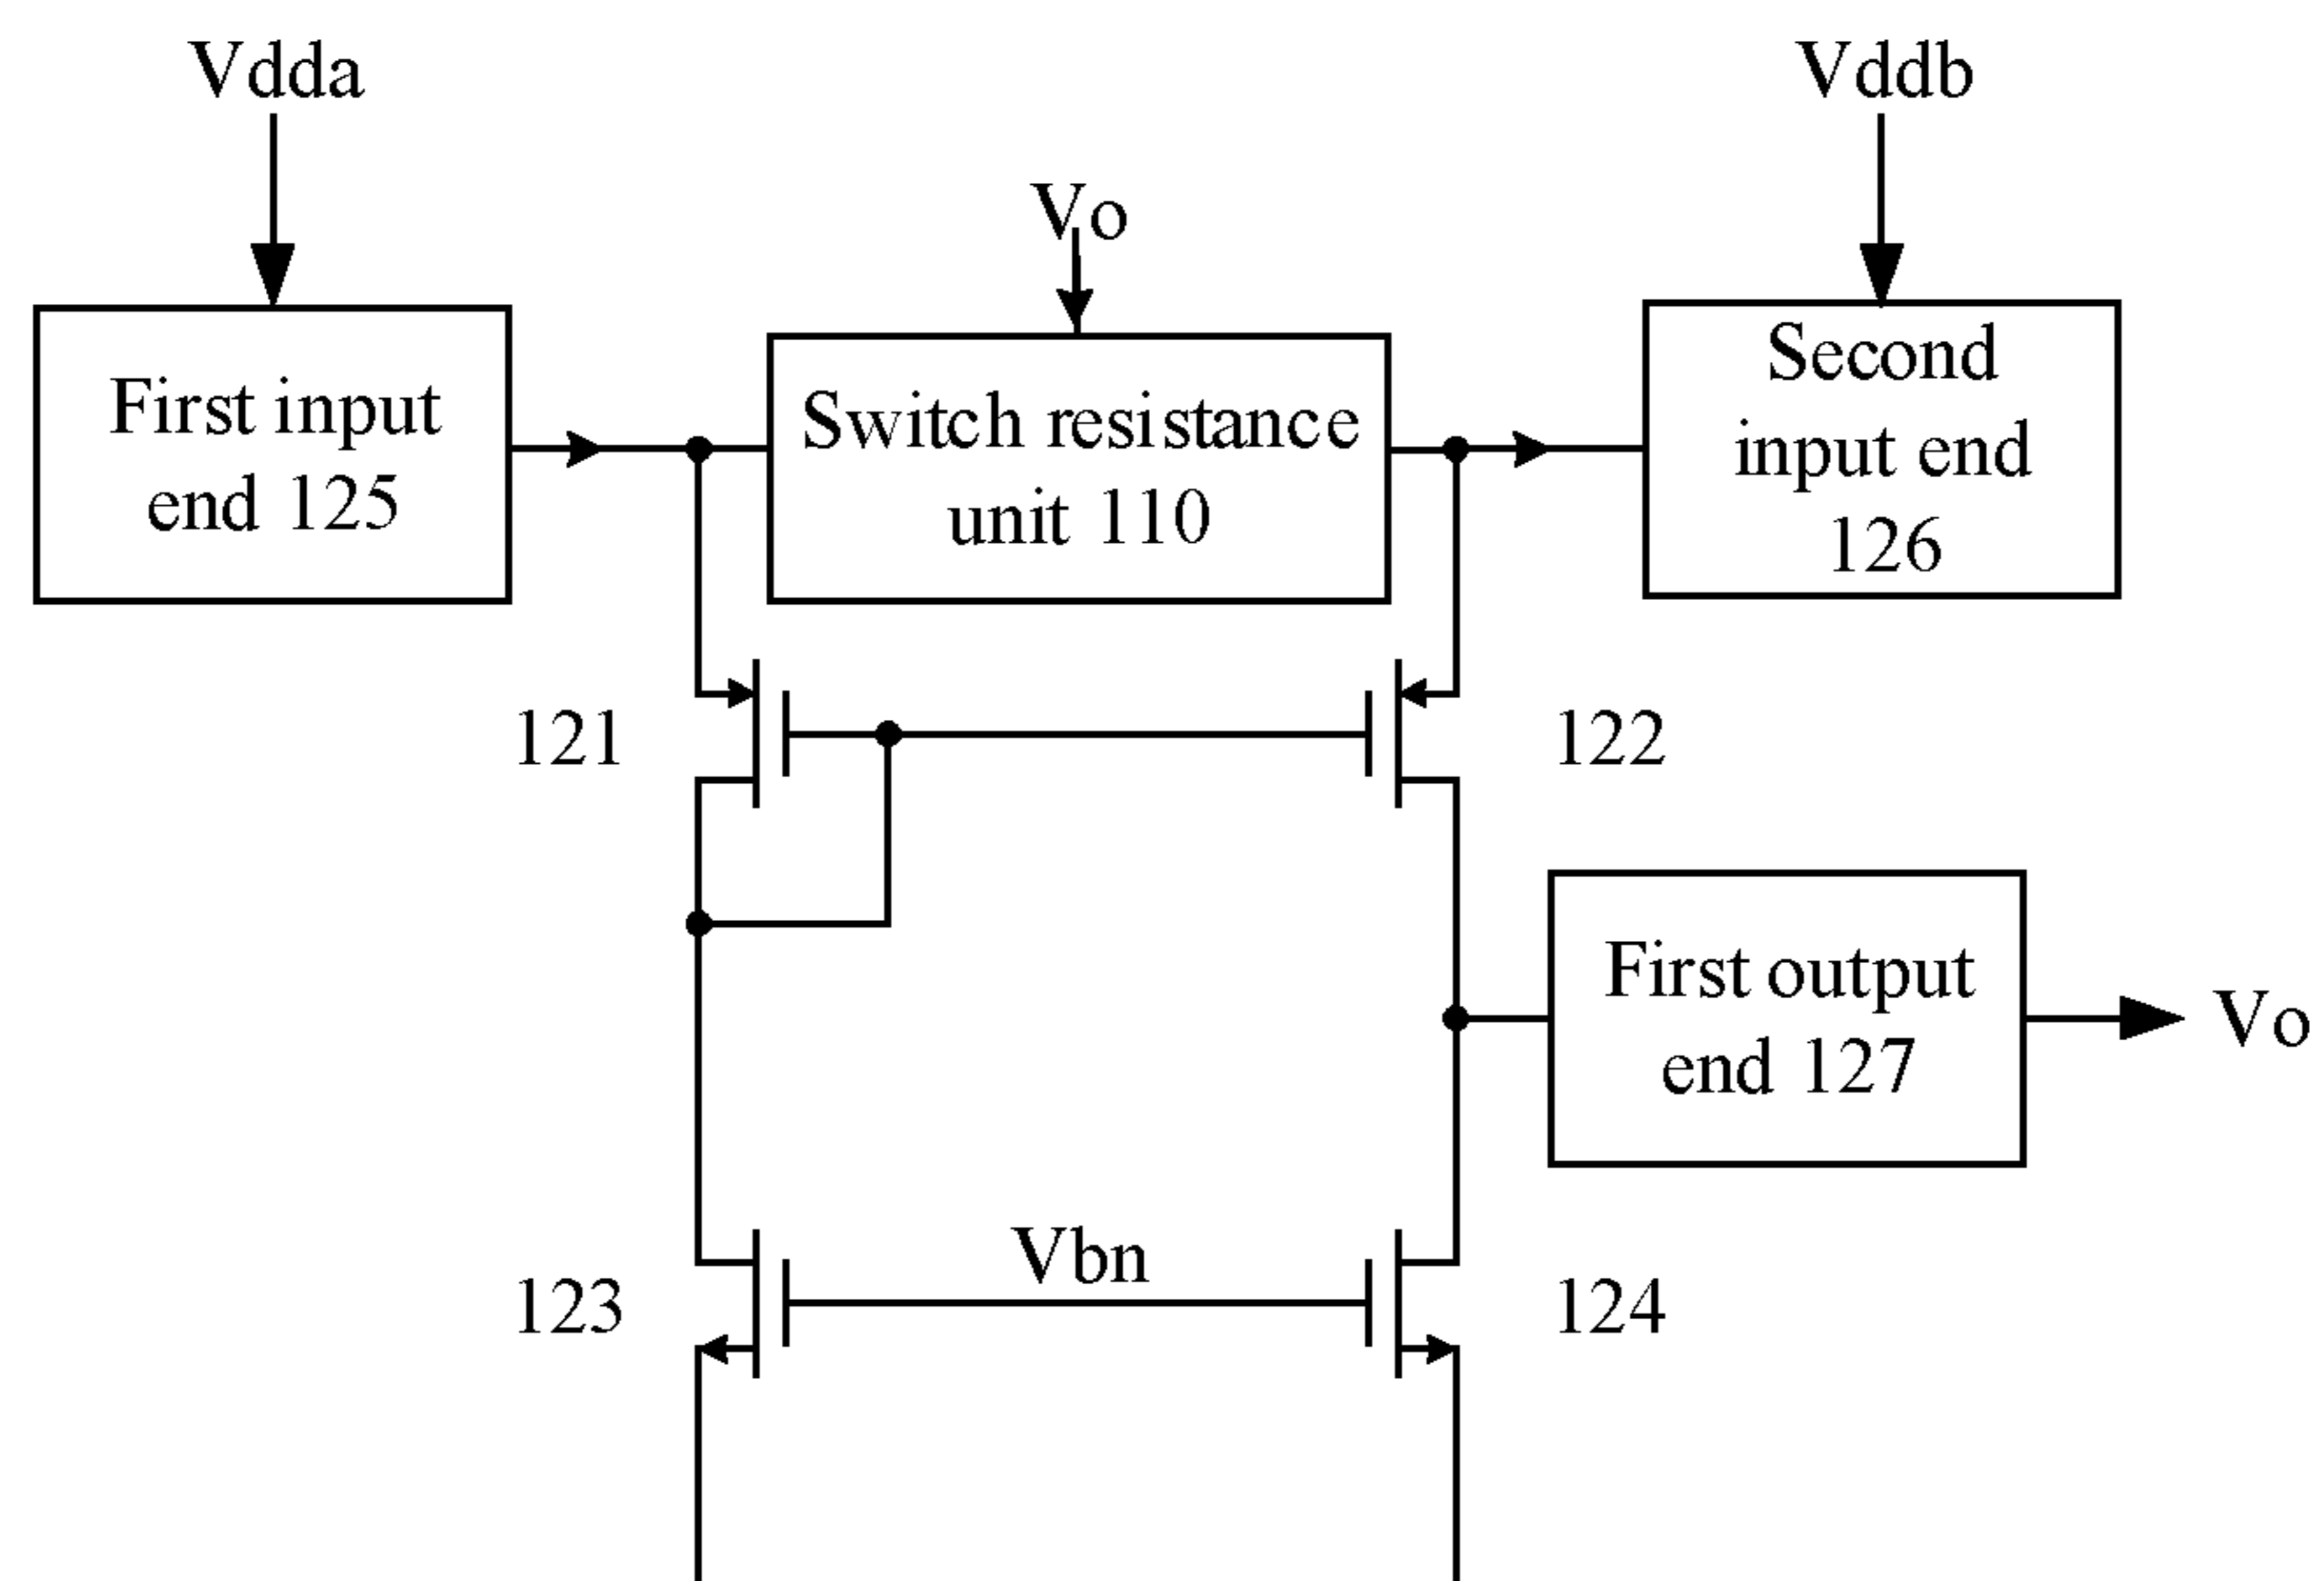 Vdda
Vddb
Vo
First input
end 125
Switch resistance
unit 110
Second
input end
126
121
122
First output
end 127
Vo
Vbn
123
124